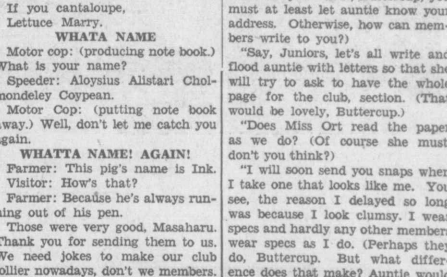 If you cantaloupe,
Lettuce Marry.
WHATA NAME
Motor cop: (producing note book.)
What is your name?
Speeder: Aloysius Alistari Chol-
mondeley Coypean.
Motor Cop: (putting note book
away.) Well, don't let me catch you
again.
WHATTA NAME! AGAIN!
Farmer: This pig's name is Ink.
Visitor: How's that?
Farmer: Because he's always run-
ning out of his pen.
Those were very good, Masaharu.
Thank you for sending them to us.
We need jokes to make our club
jollier nowadays, don't we members.
must at least let auntie know your
address. Otherwise, how can mem-
bers write to you?)
"Say, Juniors, let's all write and
flood auntie with letters so that she
will try to ask to have the whole
page for the club, section. (That
would be lovely, Buttercup.)
"Does Miss Ort read the paper
as we do? (Of course she must
don't you think?)
"I will soon send you snaps when
I take one that looks like me. You
see, the reason I delayed so long
was because I look clumsy. I wear
specs and hardly any other members
wear specs as I do. (Perhaps they
do, Buttercup. But what differ-
ence does that make? Auntie